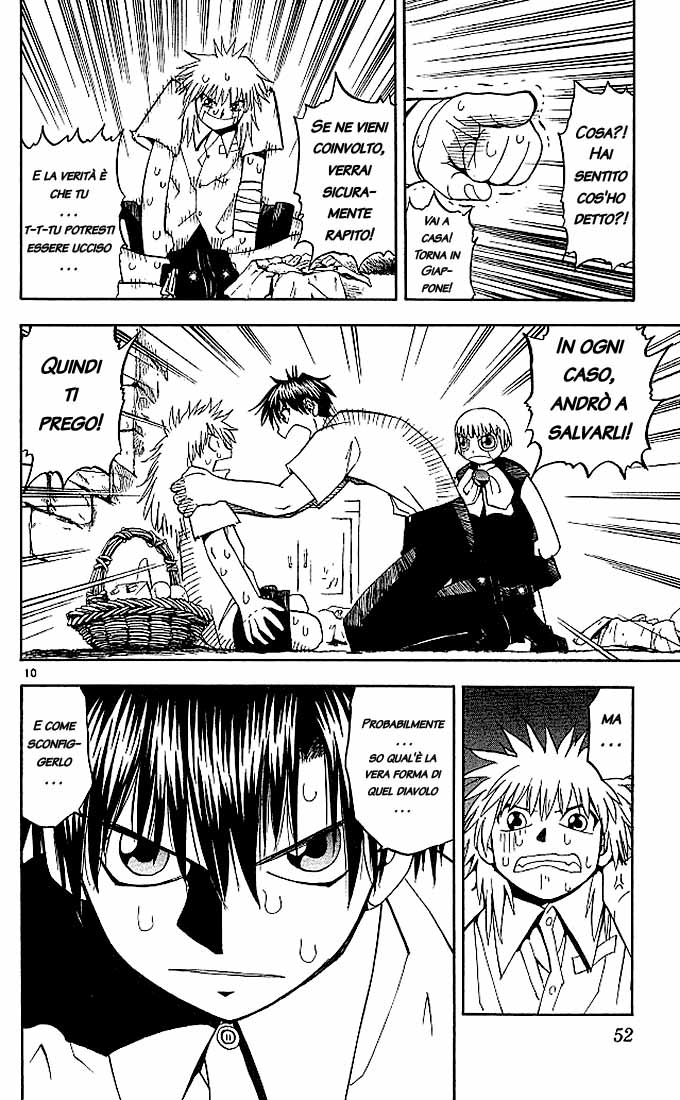 COSA?!
HAI
SENTITO
COS'HO
DETTO?!
VAI
A
CASA!
TORNA
IN
GIAP-
PONE!
SE NE VIENI
COINVOLTO,
VERRAI
SICURA-
MENTE
RAPITO!
E LA VERITÀ È
CHE TU
...
T-T-TU POTRESTI
ESSERE UCCISO
...
IN OGNI
CASO,
ANDRÒ A
SALVARLI!
QUINDI
TI
PREGO!
10
MA
...
PROBABILMENTE
...
SO QUAL'È LA
VERA FORMA DI
QUEL DIAVOLO
...
E COME
SCONFIG-
GERLO
...
52